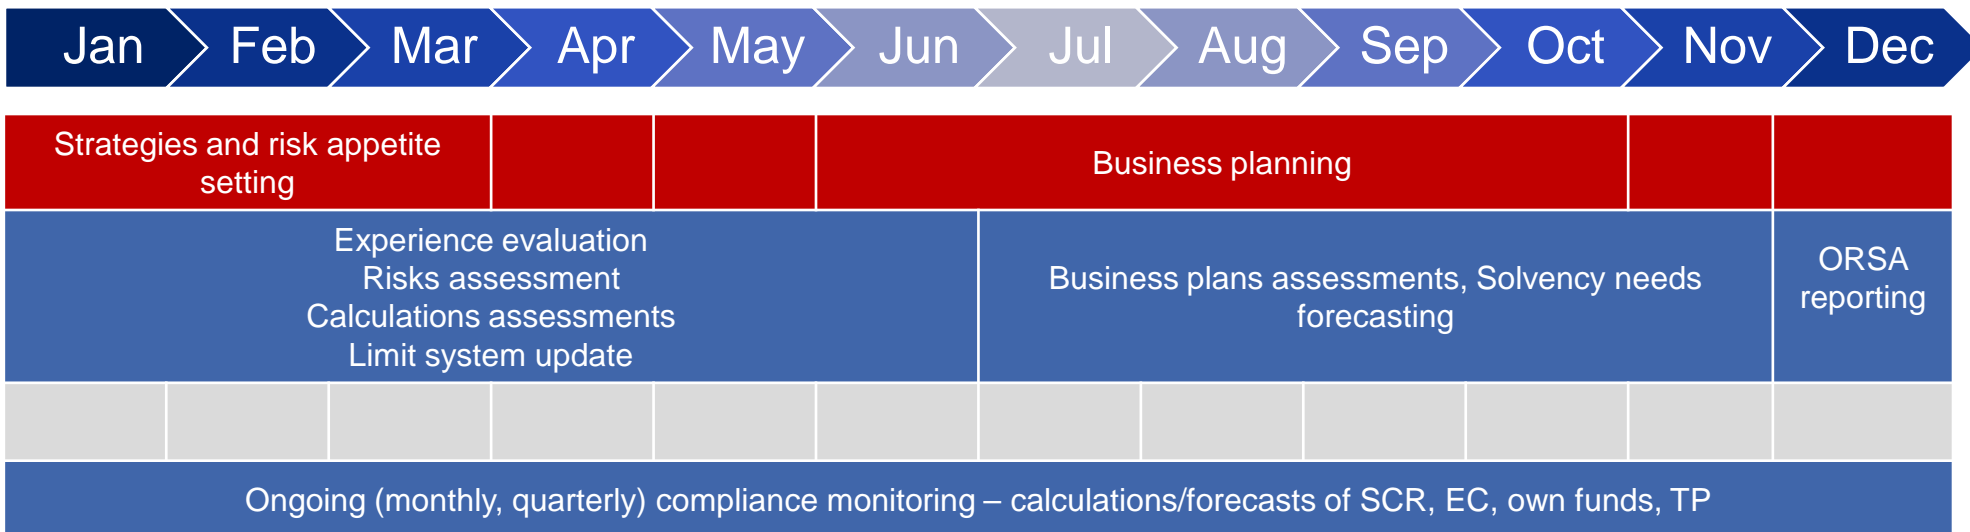 Jan Feb Mar Apr May Jun Jul Aug Sep Oct Nov Dec
Strategies and risk appetite
setting
Business planning
Experience evaluation
Risks assessment
Calculations assessments
Limit system update
Business plans assessments, Solvency needs
forecasting
ORSA
reporting
Ongoing (monthly, quarterly) compliance monitoring – calculations/forecasts of SCR, EC, own funds, TP